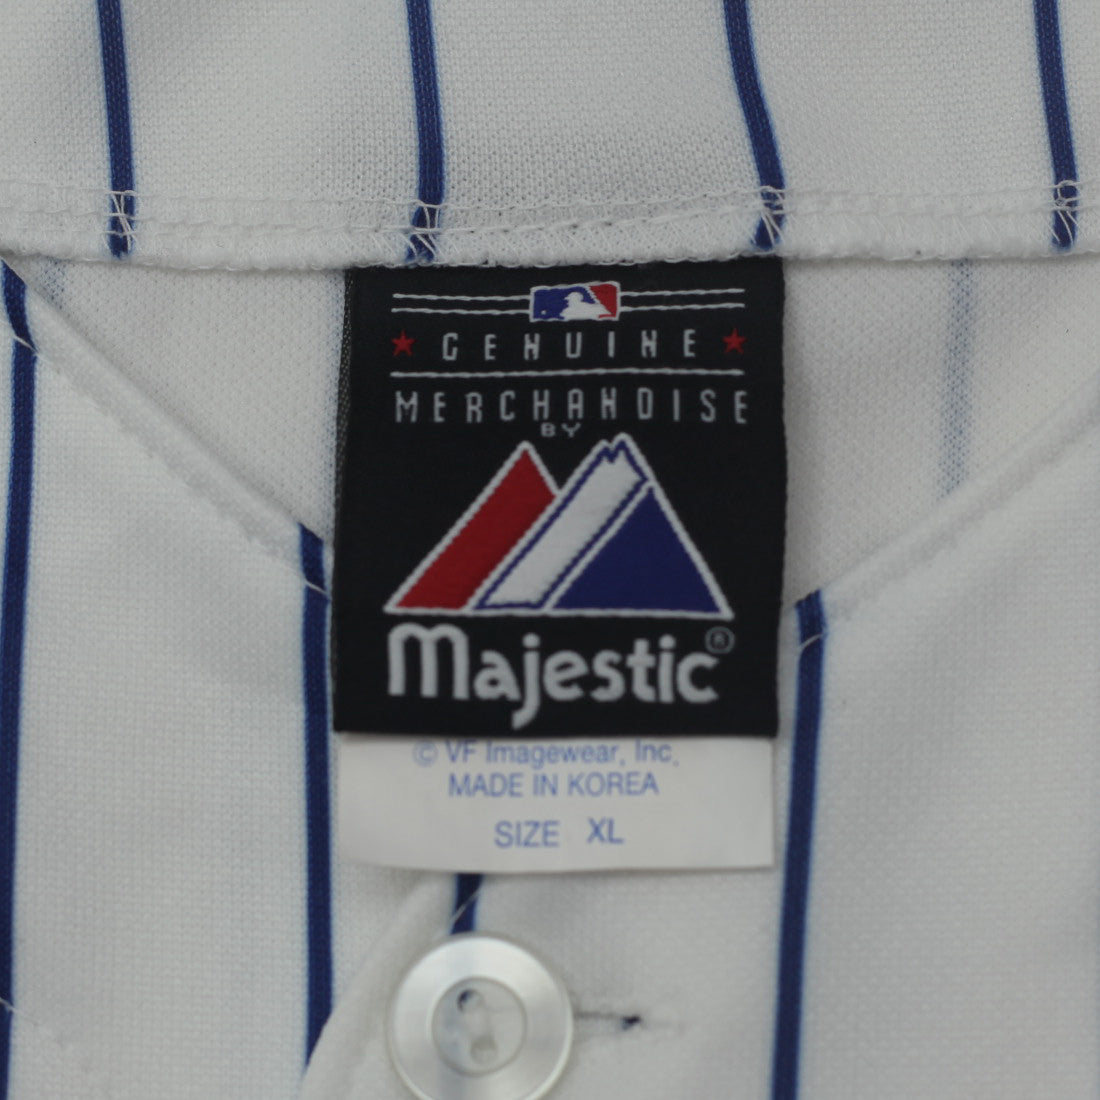 GENUINE
MERCHANDISE
BY
Majestic®
© VF Imagewear, Inc.
MADE IN KOREA
SIZE XL